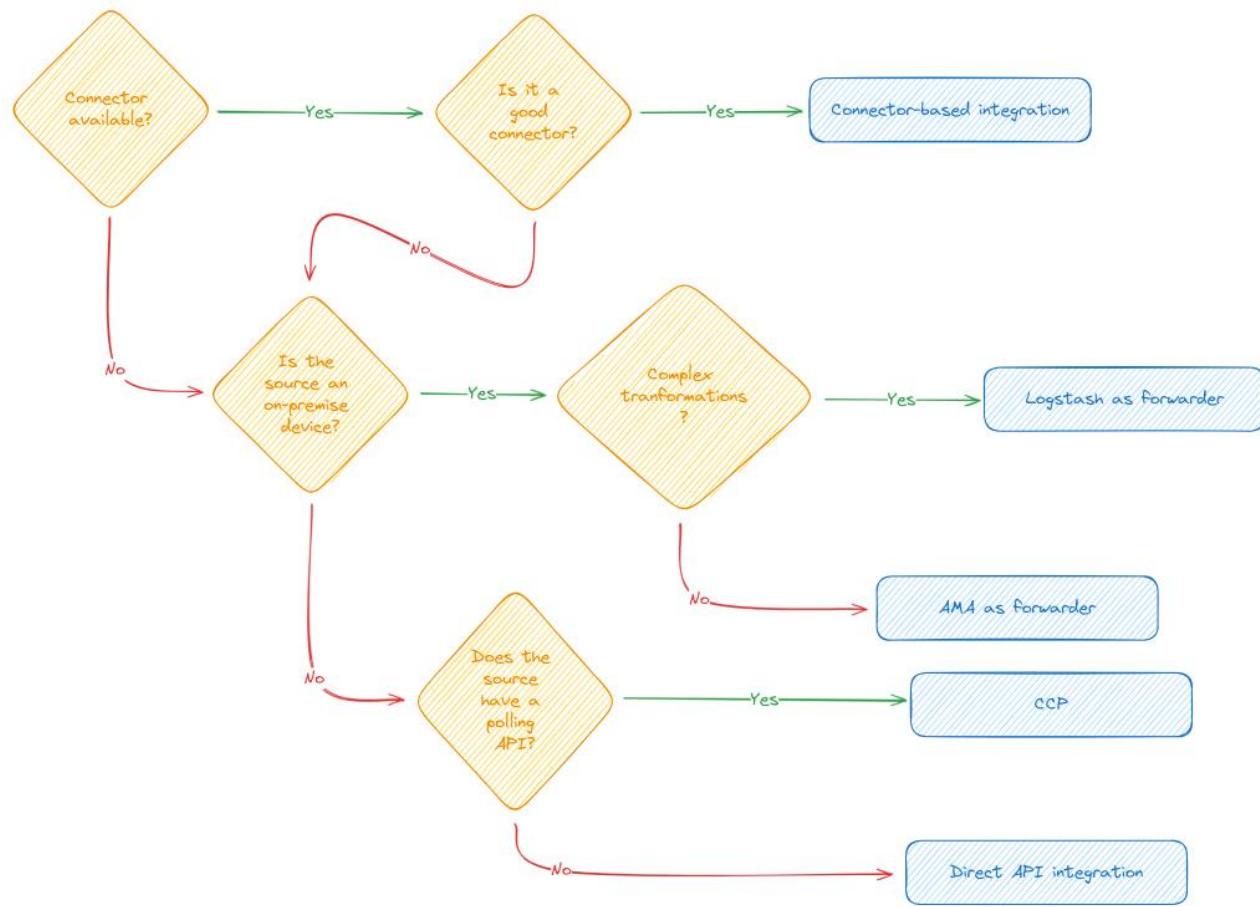 Connector
available?
Yes
Is it a
good
connector?
Yes
Connector-based integration
No
No
Is the
source an
on-premise
device?
Yes
Complex
tranformations
?
Yes
Logstash as forwarder
No
AMA as forwarder
No
Does the
source
have a
polling
API?
Yes
CCP
No
Direct API integration